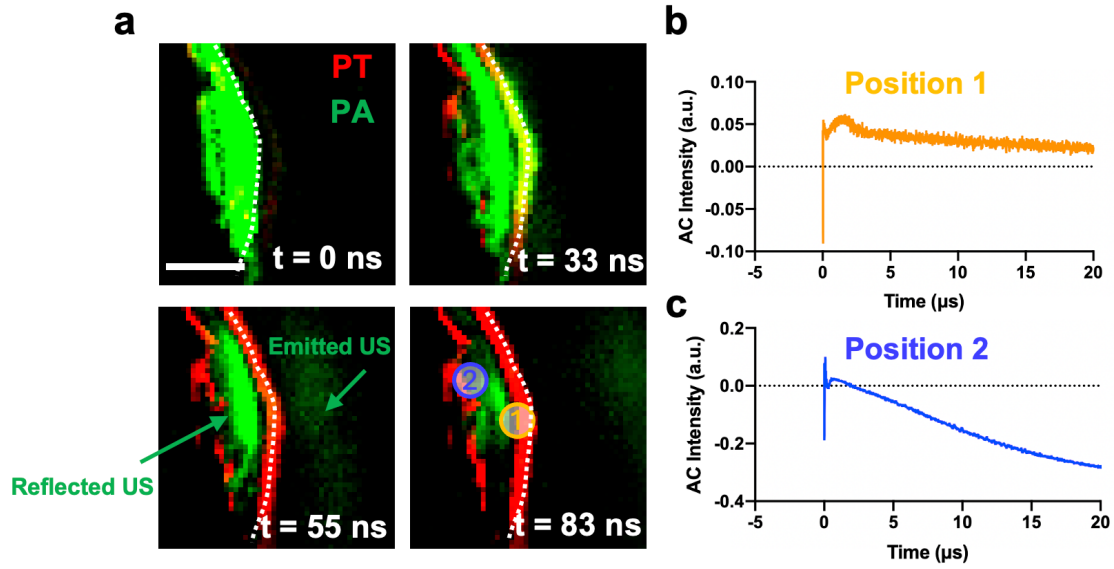 a
PT
PA
t = 0 ns
t = 33 ns
Emitted US
Reflected US
t = 55 ns
2
1
t = 83 ns
b
Position 1
AC Intensity (a.u.)
0.10
0.05
0.00
-0.05
-0.10
-5 0 5 10 15 20
Time (µs)
c
Position 2
AC Intensity (a.u.)
0.2
0.0
-0.2
-0.4
-5 0 5 10 15 20
Time (µs)